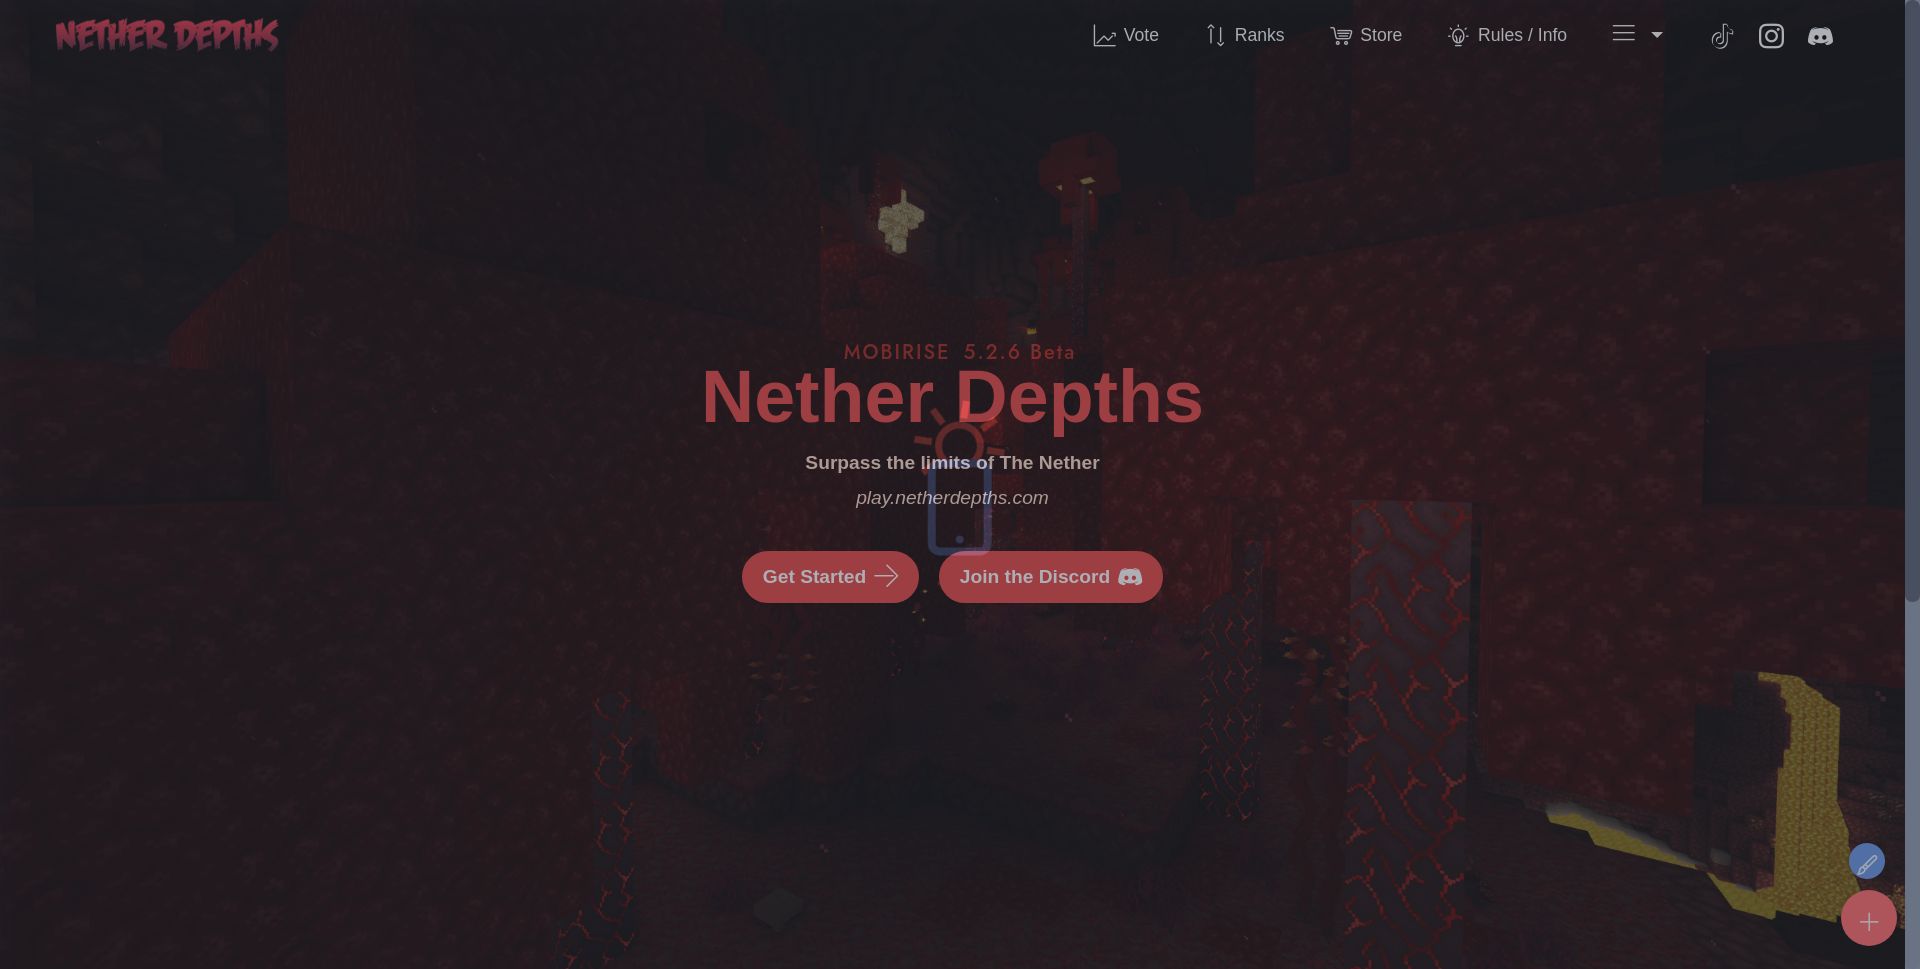 NETHER DEPTHS
Vote
Ranks
Store
Rules / Info
MOBIRISE 5.2.6 Beta
Nether Depths
Surpass the limits of The Nether
play.netherdepths.com
Get Started
Join the Discord